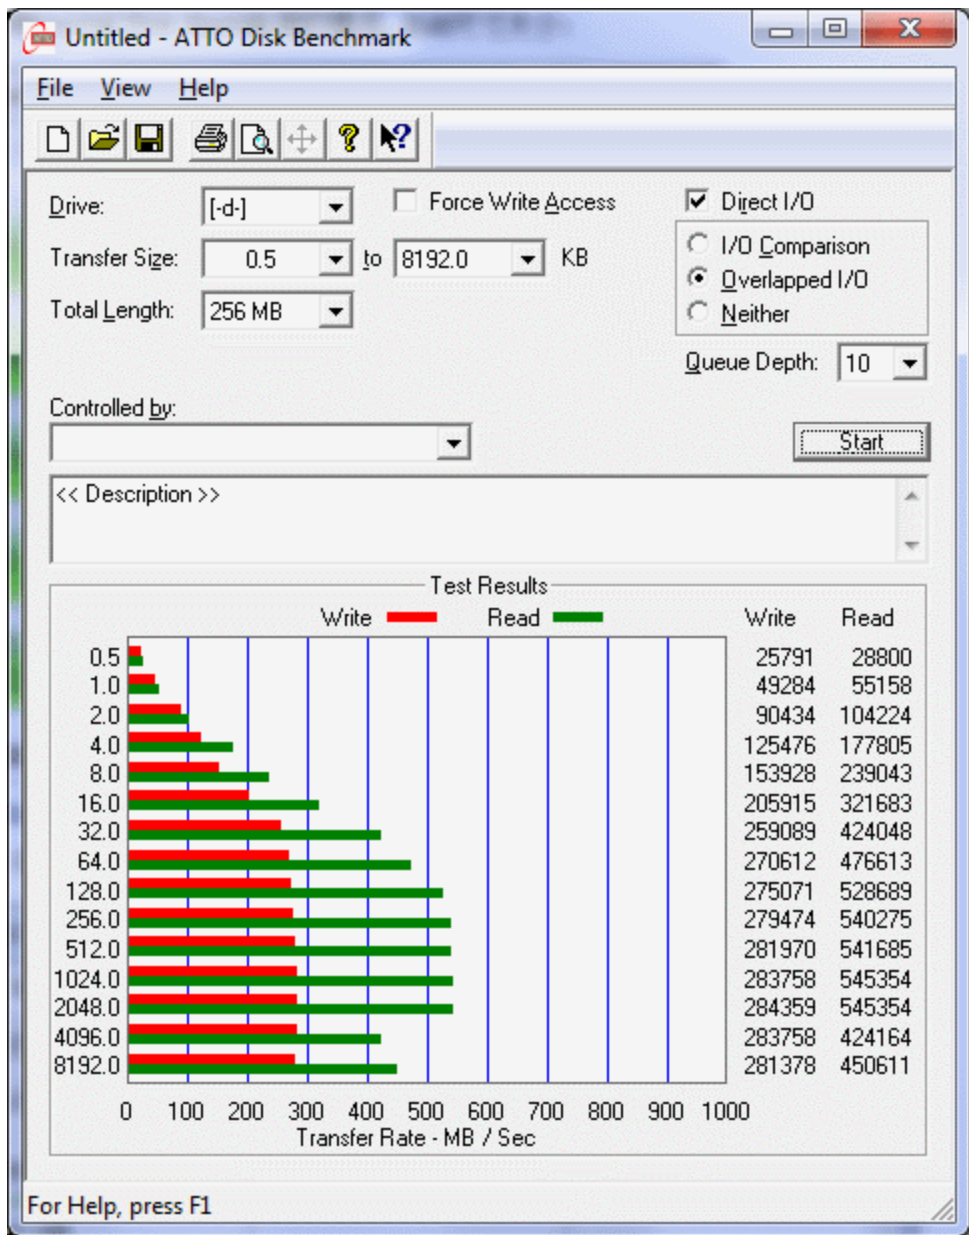 Untitled - ATTO Disk Benchmark
File View Help
Drive: [-d-] Force Write Access Direct I/O
Transfer Size: 0.5 to 8192.0 KB I/O Comparison
Overlapped I/O
Total Length: 256 MB Neither
Queue Depth: 10
Controlled by:
Start
<< Description >>
Test Results
Write Read Write Read
0.5 25791 28800
1.0 49284 55158
2.0 90434 104224
4.0 125476 177805
8.0 153928 239043
16.0 205915 321683
32.0 259089 424048
64.0 270612 476613
128.0 275071 528689
256.0 279474 540275
512.0 281970 541685
1024.0 283758 545354
2048.0 284359 545354
4096.0 283758 424164
8192.0 281378 450611
0 100 200 300 400 500 600 700 800 900 1000
Transfer Rate - MB / Sec
For Help, press F1